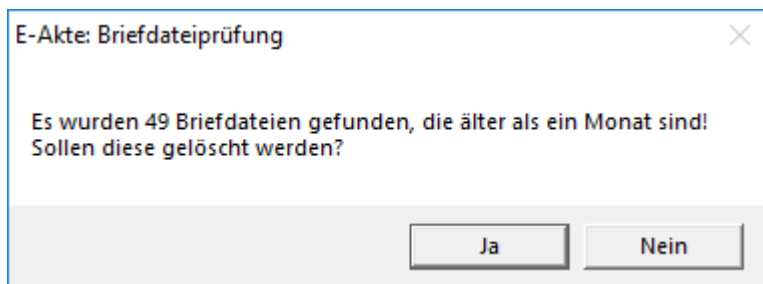 E-Akte: Briefdateiprüfung
Es wurden 49 Briefdateien gefunden, die älter als ein Monat sind!
Sollen diese gelöscht werden?
Ja
Nein